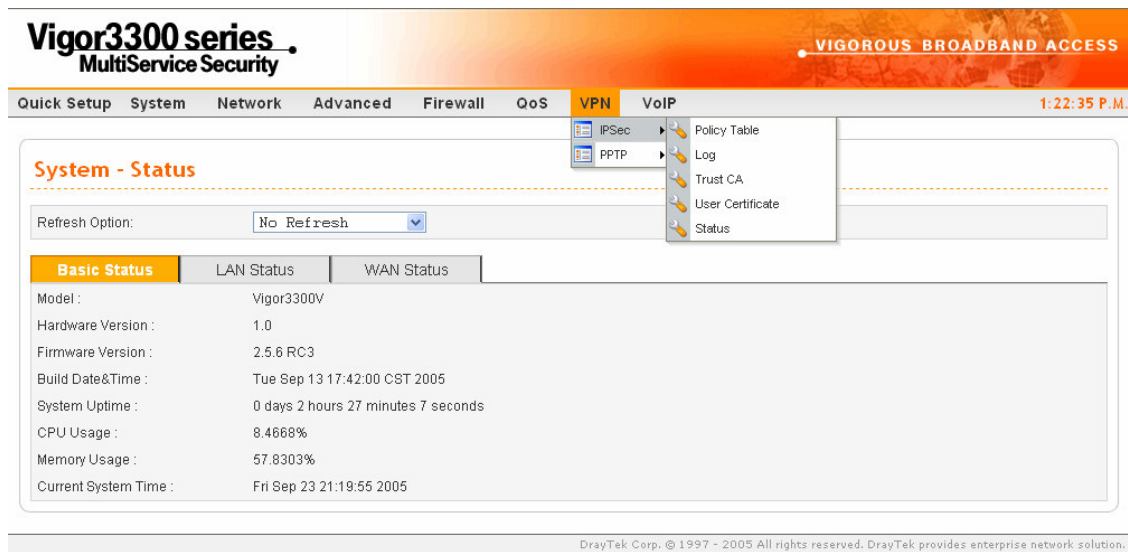 Vigor3300 series
MultiService Security
VIGOROUS BROADBAND ACCESS
Quick Setup System Network Advanced Firewall QoS VPN VoIP 1:22:35 P.M.
IPSec
PPTP
Policy Table
Log
Trust CA
User Certificate
Status
System - Status
Refresh Option: No Refresh
Basic Status LAN Status WAN Status
Model : Vigor3300V
Hardware Version : 1.0
Firmware Version : 2.5.6 RC3
Build Date&Time : Tue Sep 13 17:42:00 CST 2005
System Uptime : 0 days 2 hours 27 minutes 7 seconds
CPU Usage : 8.4668%
Memory Usage : 57.8303%
Current System Time : Fri Sep 23 21:19:55 2005
DrayTek Corp. © 1997 - 2005 All rights reserved. DrayTek provides enterprise network solution.